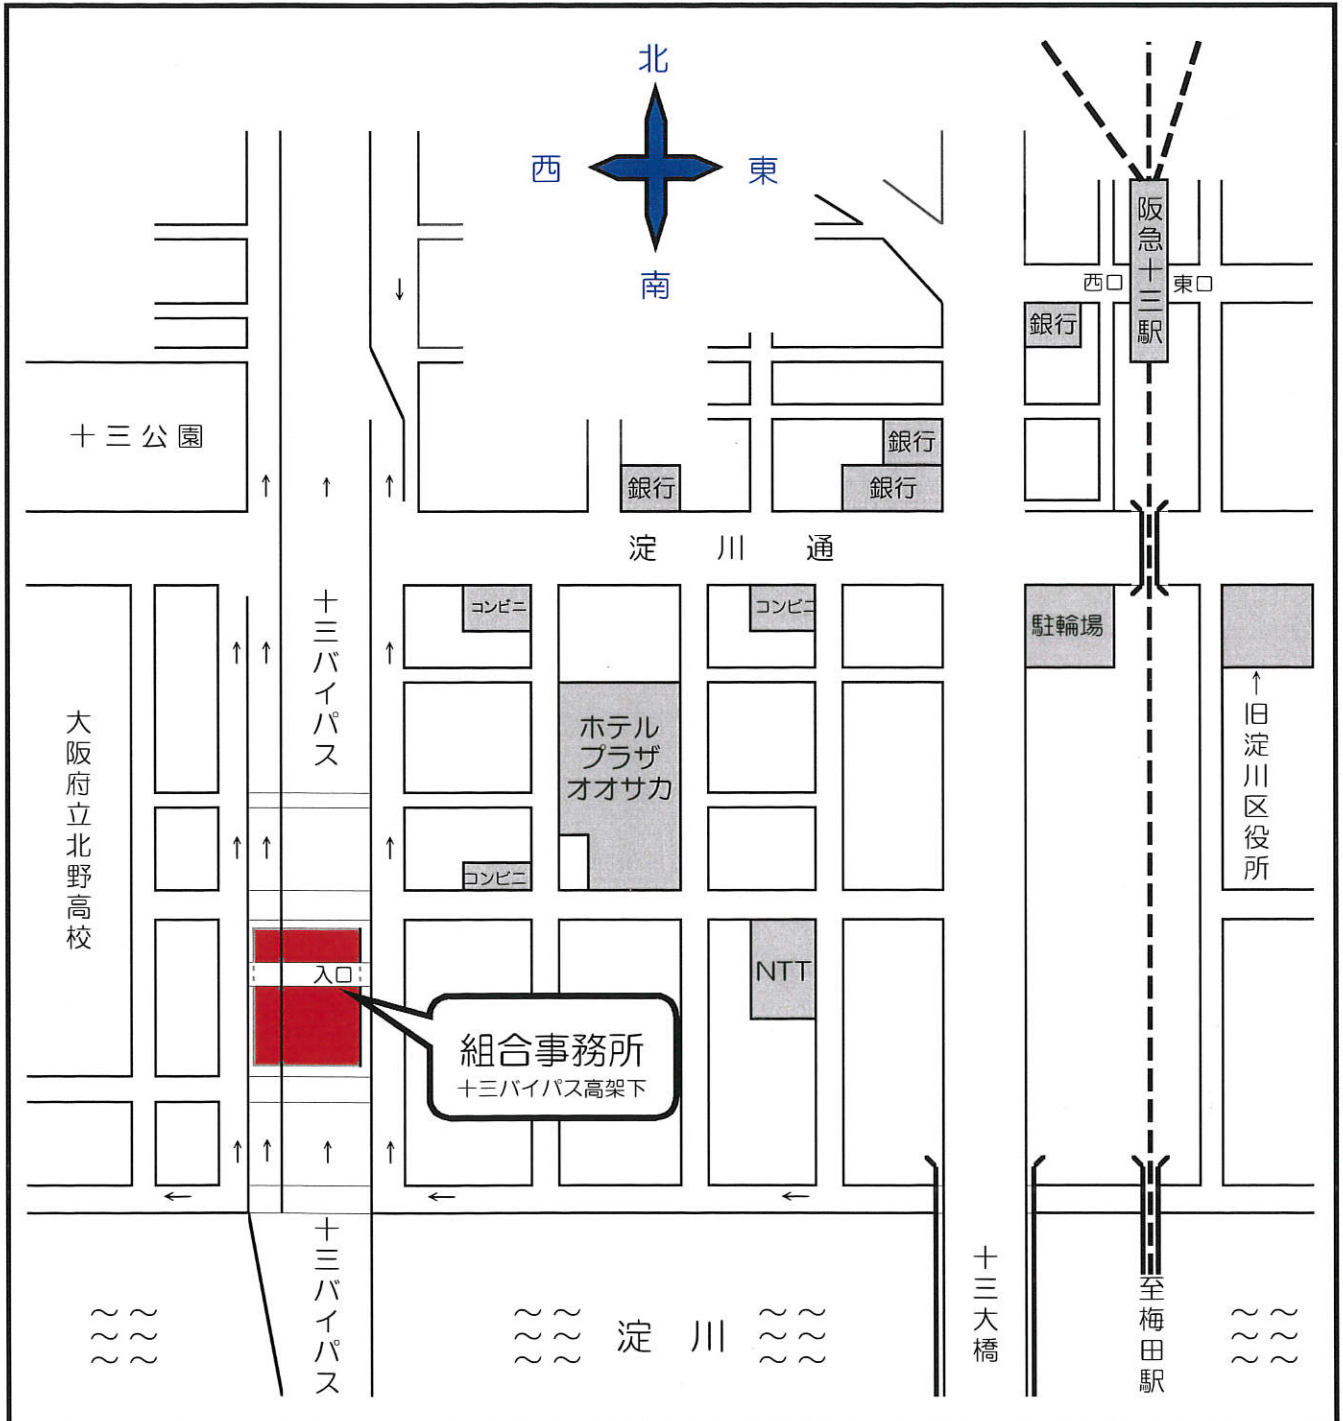 北
西
東
南
阪急十三駅
西口
東口
銀行
十三公園
銀行
銀行
銀行
淀川通
コンビニ
コンビニ
駐輪場
十三バイパス
大阪府立北野高校
ホテル
プラザ
オオサカ
↑旧淀川区役所
コンビニ
入口
NTT
組合事務所
十三バイパス高架下
十三バイパス
淀川
十三大橋
至梅田駅